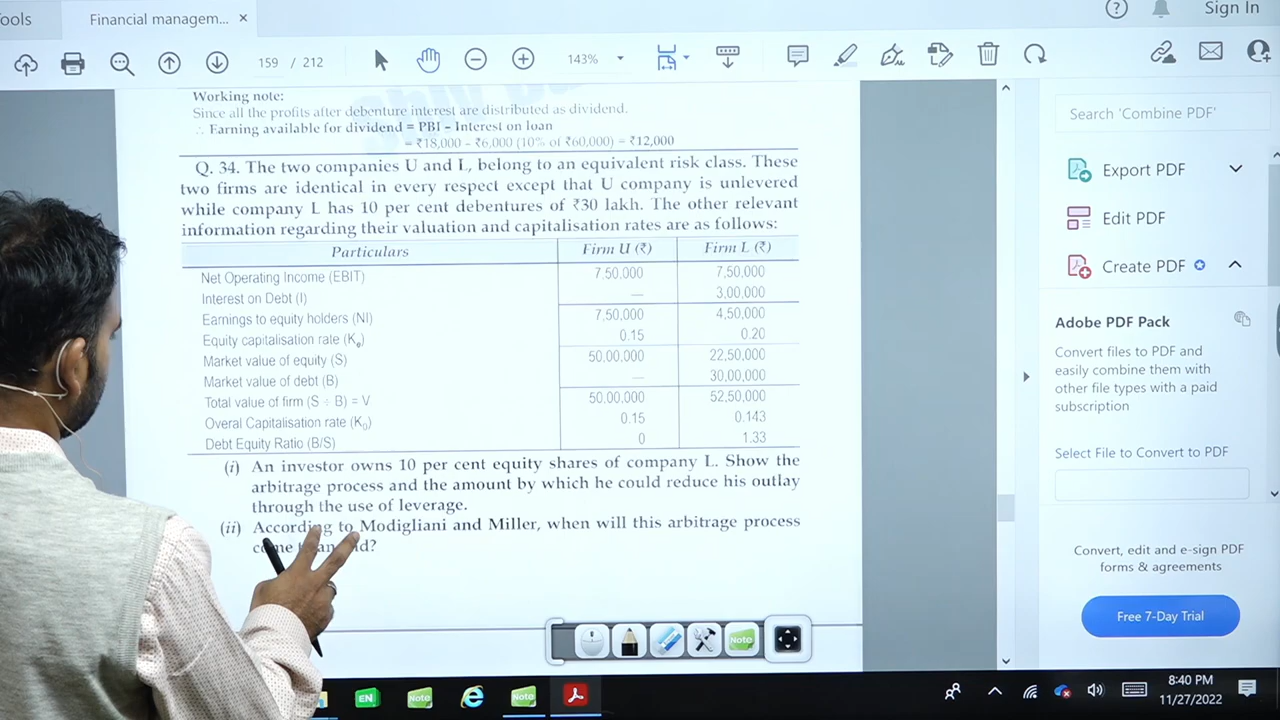 ools
Financial managem... ×
? Sign In
159 / 212
143%
Working note:
Since all the profits after debenture interest are distributed as dividend.
∴ Earning available for dividend = PBI – Interest on loan
= ₹18,000 – ₹6,000 (10% of ₹60,000) = ₹12,000
Q. 34. The two companies U and L, belong to an equivalent risk class. These
two firms are identical in every respect except that U company is unlevered
while company L has 10 per cent debentures of ₹30 lakh. The other relevant
information regarding their valuation and capitalisation rates are as follows:
Particulars Firm U (₹) Firm L (₹)
Net Operating Income (EBIT) 7,50,000 7,50,000
Interest on Debt (I) — 3,00,000
Earnings to equity holders (NI) 7,50,000 4,50,000
Equity capitalisation rate (Ke) 0.15 0.20
Market value of equity (S) 50,00,000 22,50,000
Market value of debt (B) — 30,00,000
Total value of firm (S ÷ B) = V 50,00,000 52,50,000
Overal Capitalisation rate (K0) 0.15 0.143
Debt Equity Ratio (B/S) 0 1.33
(i) An investor owns 10 per cent equity shares of company L. Show the
arbitrage process and the amount by which he could reduce his outlay
through the use of leverage.
(ii) According to Modigliani and Miller, when will this arbitrage process
Search 'Combine PDF'
Export PDF
Edit PDF
Create PDF
Adobe PDF Pack
Convert files to PDF and
easily combine them with
other file types with a paid
subscription
Select File to Convert to PDF
Convert, edit and e-sign PDF
forms & agreements
Free 7-Day Trial
Note
EN Note Note
8:40 PM
11/27/2022